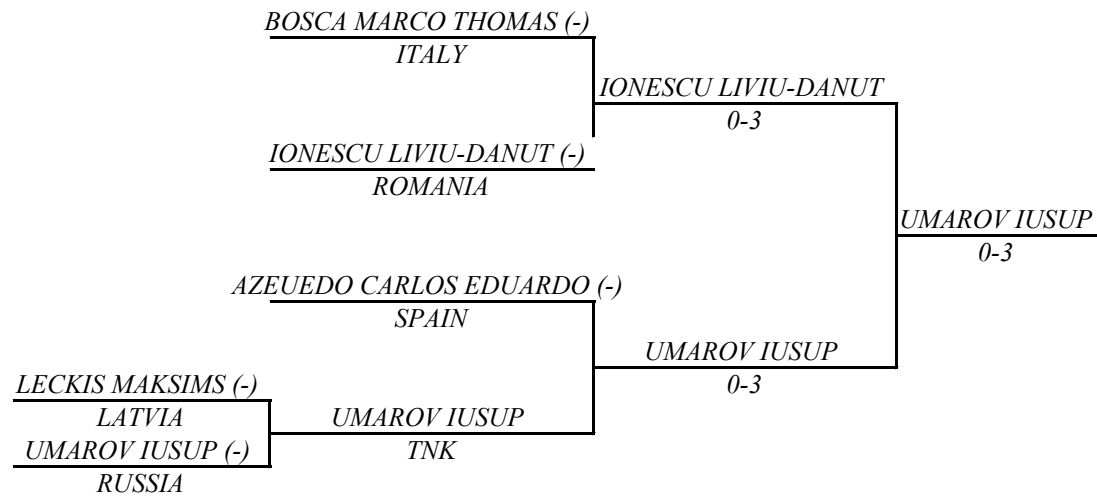 BOSCA MARCO THOMAS (-)
ITALY
IONESCU LIVIU-DANUT
0-3
IONESCU LIVIU-DANUT (-)
ROMANIA
UMAROV IUSUP
0-3
AZEUEDO CARLOS EDUARDO (-)
SPAIN
UMAROV IUSUP
0-3
LECKIS MAKSIMS (-)
LATVIA
UMAROV IUSUP
TNK
UMAROV IUSUP (-)
RUSSIA